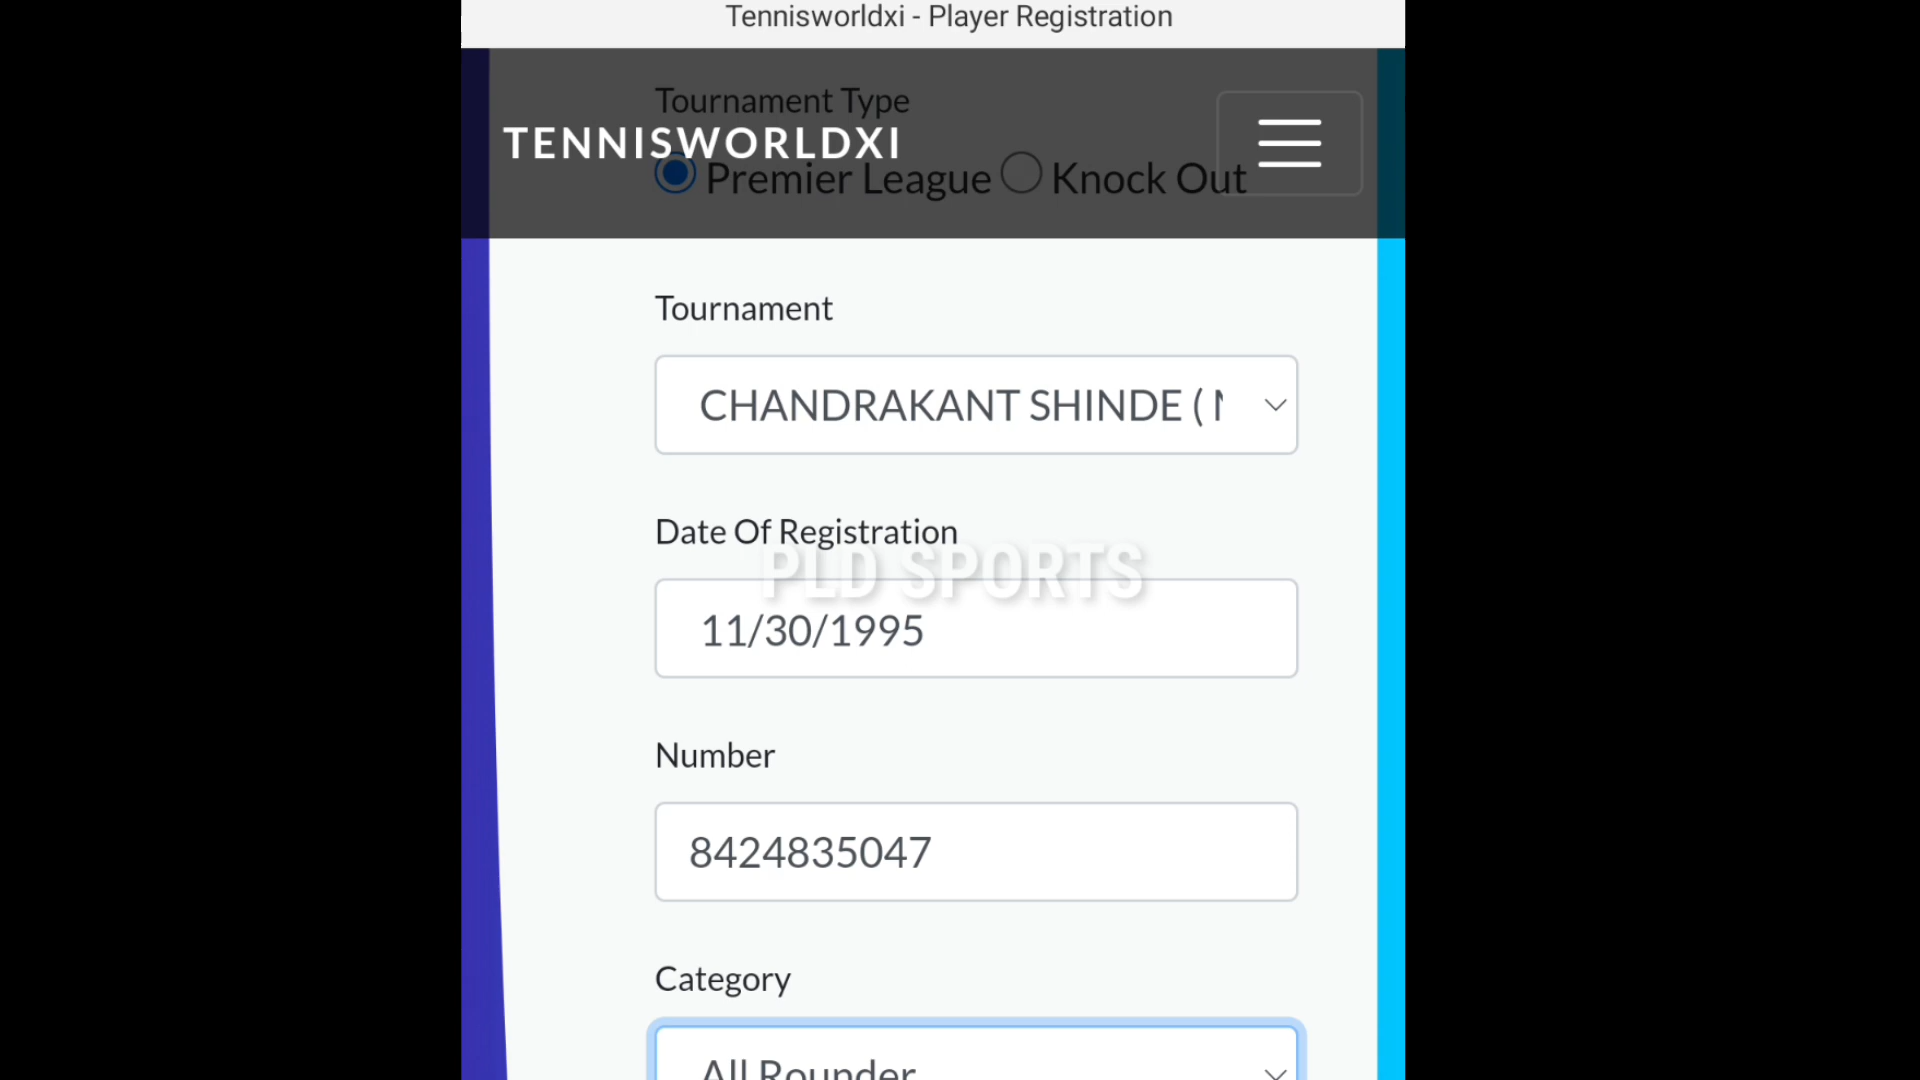 Tennisworldxi - Player Registration
Tournament Type
TENNISWORLDXI
Premier League Knock Out
Tournament
CHANDRAKANT SHINDE (
Date Of Registration
PLD SPORTS
11/30/1995
Number
8424835047
Category
All Rounder